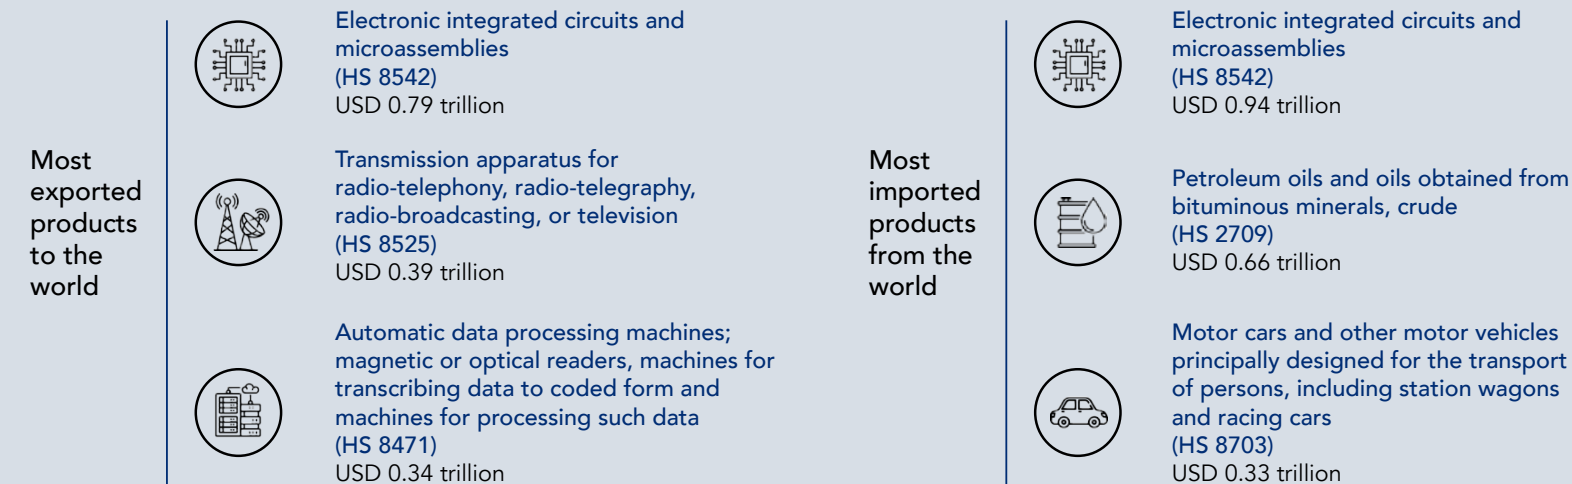 Most
exported
products
to the
world
Electronic integrated circuits and
microassemblies
(HS 8542)
USD 0.79 trillion
Transmission apparatus for
radio-telephony, radio-telegraphy,
radio-broadcasting, or television
(HS 8525)
USD 0.39 trillion
Automatic data processing machines;
magnetic or optical readers, machines for
transcribing data to coded form and
machines for processing such data
(HS 8471)
USD 0.34 trillion
Most
imported
products
from the
world
Electronic integrated circuits and
microassemblies
(HS 8542)
USD 0.94 trillion
Petroleum oils and oils obtained from
bituminous minerals, crude
(HS 2709)
USD 0.66 trillion
Motor cars and other motor vehicles
principally designed for the transport
of persons, including station wagons
and racing cars
(HS 8703)
USD 0.33 trillion